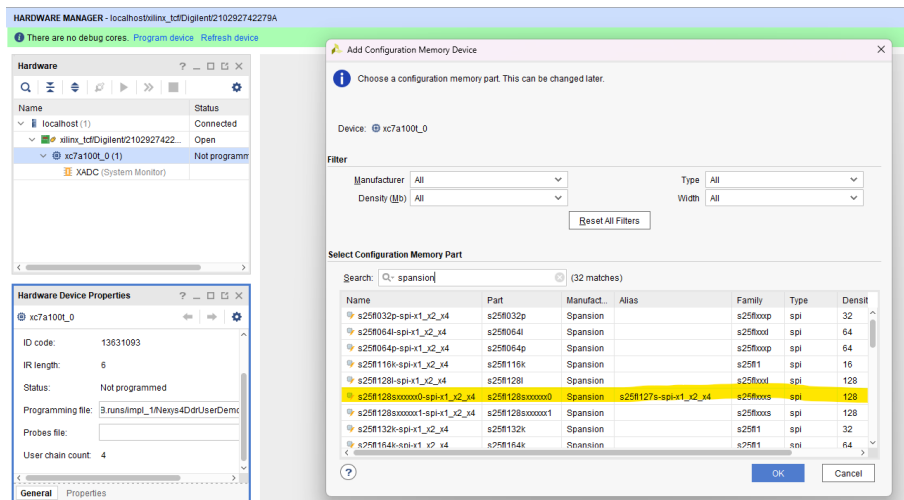 HARDWARE MANAGER - localhost/xilinx_tcf/Digilent/210292742279A
There are no debug cores. Program device Refresh device
Hardware
Name Status
localhost (1) Connected
xilinx_tcf/Digilent/2102927422... Open
xc7a100t_0 (1) Not programm
XADC (System Monitor)
Hardware Device Properties
xc7a100t_0
ID code: 13631093
IR length: 6
Status: Not programmed
Programming file: 3.runs/impl_1/Nexys4DdrUserDemo
Probes file:
User chain count: 4
General Properties
Add Configuration Memory Device
Choose a configuration memory part. This can be changed later.
Device: xc7a100t_0
Filter
Manufacturer All Type All
Density (Mb) All Width All
Reset All Filters
Select Configuration Memory Part
Search: spansion (32 matches)
Name Part Manufact... Alias Family Type Densit
s25fl032p-spi-x1_x2_x4 s25fl032p Spansion s25flxxxp spi 32
s25fl064l-spi-x1_x2_x4 s25fl064l Spansion s25flxxxl spi 64
s25fl064p-spi-x1_x2_x4 s25fl064p Spansion s25flxxxp spi 64
s25fl116k-spi-x1_x2_x4 s25fl116k Spansion s25fl1 spi 16
s25fl128l-spi-x1_x2_x4 s25fl128l Spansion s25flxxxl spi 128
s25fl128sxxxxxx0-spi-x1_x2_x4 s25fl128sxxxxxx0 Spansion s25fl127s-spi-x1_x2_x4 s25flxxxs spi 128
s25fl128sxxxxxx1-spi-x1_x2_x4 s25fl128sxxxxxx1 Spansion s25flxxxs spi 128
s25fl132k-spi-x1_x2_x4 s25fl132k Spansion s25fl1 spi 32
s25fl164k-spi-x1_x2_x4 s25fl164k Spansion s25fl1 spi 64
? OK Cancel